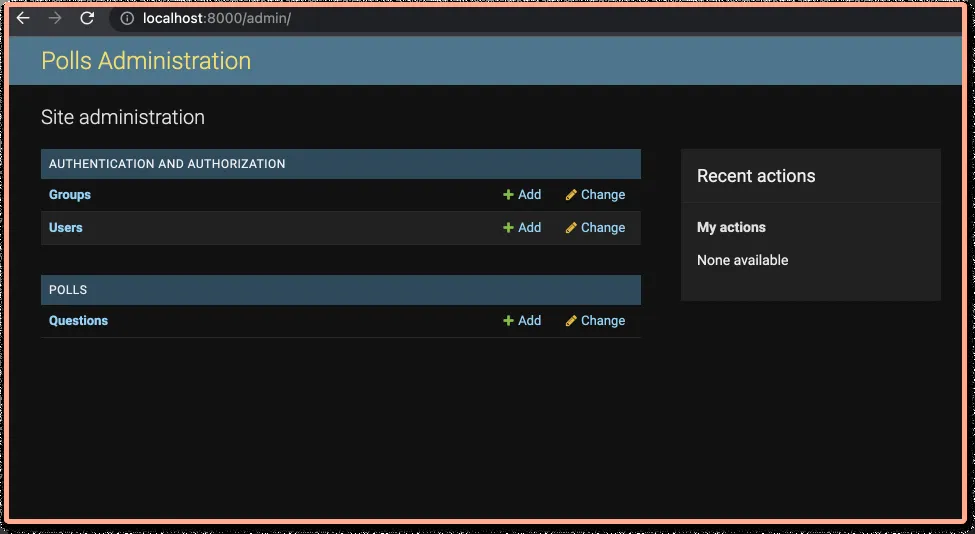 localhost:8000/admin/
Polls Administration
Site administration
AUTHENTICATION AND AUTHORIZATION
Groups Add Change
Users Add Change
POLLS
Questions Add Change
Recent actions
My actions
None available